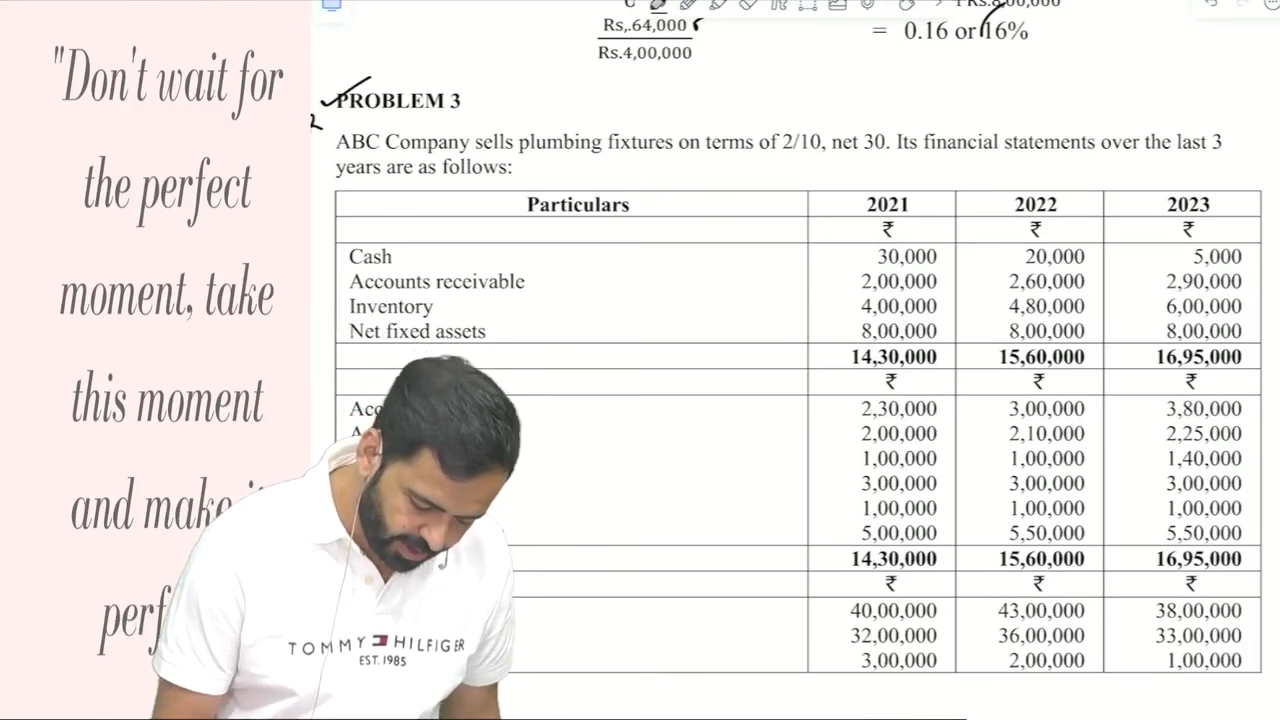 "Don't wait for
the perfect
moment, take
this moment
and make
perf
Rs,.64,000
Rs.4,00,000
= 0.16 or 16%
PROBLEM 3
ABC Company sells plumbing fixtures on terms of 2/10, net 30. Its financial statements over the last 3
years are as follows:
Particulars 2021 2022 2023
₹ ₹ ₹
Cash 30,000 20,000 5,000
Accounts receivable 2,00,000 2,60,000 2,90,000
Inventory 4,00,000 4,80,000 6,00,000
Net fixed assets 8,00,000 8,00,000 8,00,000
14,30,000 15,60,000 16,95,000
₹ ₹ ₹
2,30,000 3,00,000 3,80,000
2,00,000 2,10,000 2,25,000
1,00,000 1,00,000 1,40,000
3,00,000 3,00,000 3,00,000
1,00,000 1,00,000 1,00,000
5,00,000 5,50,000 5,50,000
14,30,000 15,60,000 16,95,000
₹ ₹ ₹
40,00,000 43,00,000 38,00,000
32,00,000 36,00,000 33,00,000
3,00,000 2,00,000 1,00,000
TOMMY HILFIGER
EST. 1985